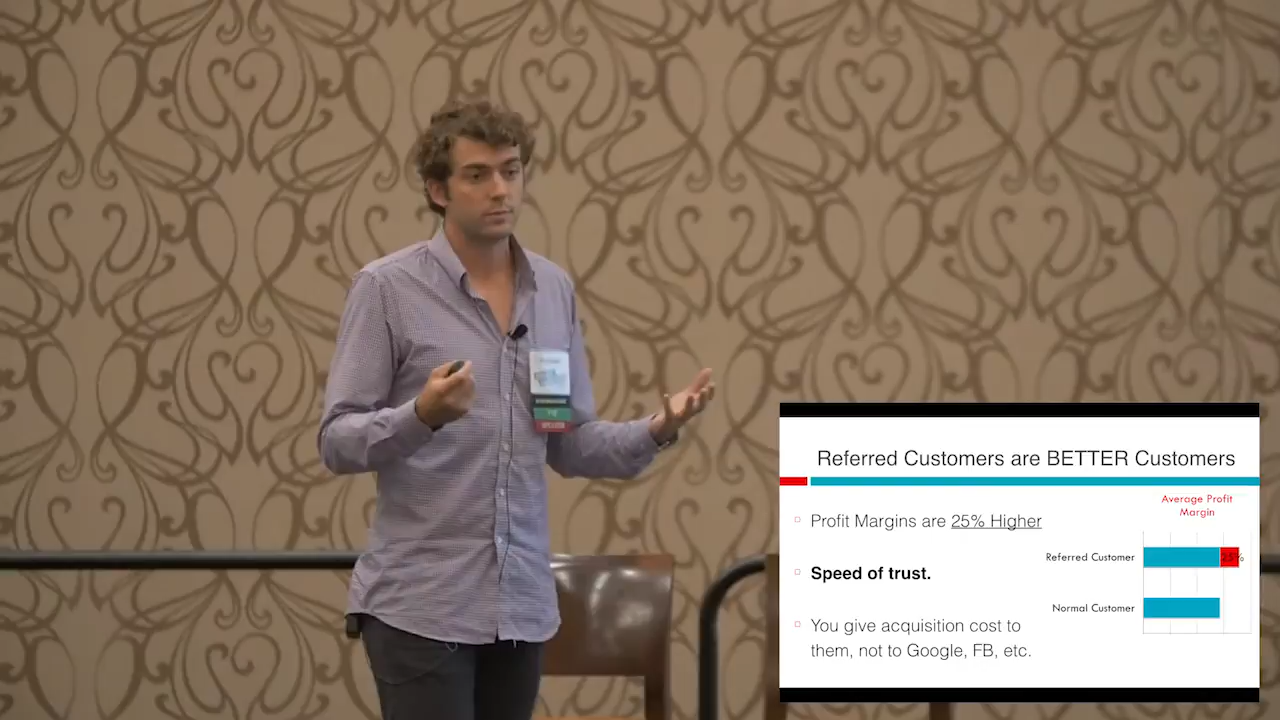 Referred Customers are BETTER Customers
Average Profit
Margin
Profit Margins are 25% Higher
Referred Customer
25%
Speed of trust.
Normal Customer
You give acquisition cost to
them, not to Google, FB, etc.